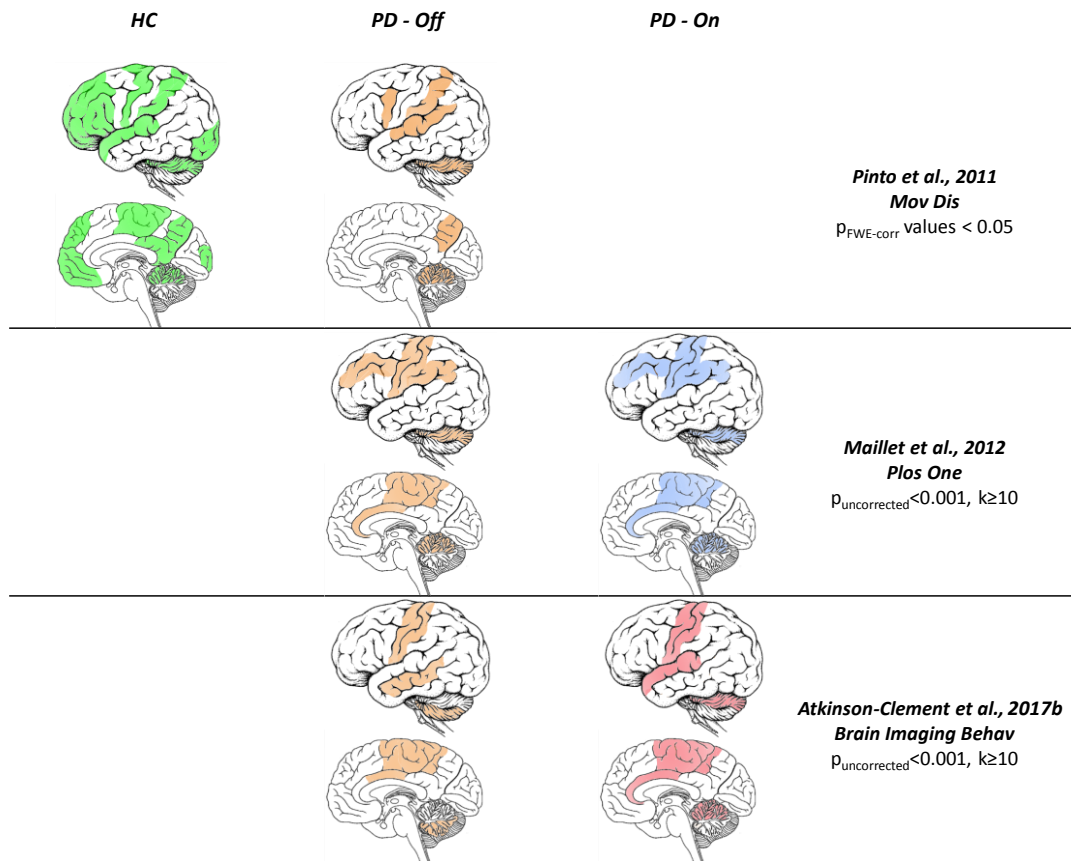 HC
PD - Off
PD - On
Pinto et al., 2011
Mov Dis
pFWE-corr values < 0.05
Maillet et al., 2012
Plos One
puncorrected<0.001, k≥10
Atkinson-Clement et al., 2017b
Brain Imaging Behav
puncorrected<0.001, k≥10